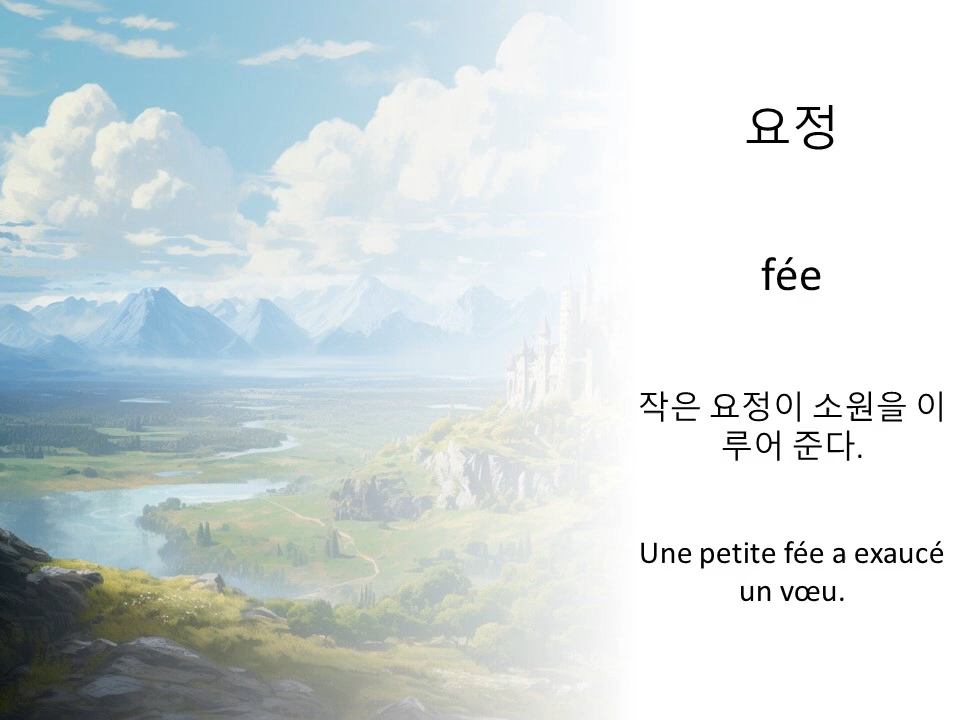 요정
fée
작은 요정이 소원을 이
루어 준다.
Une petite fée a exaucé
un vœu.